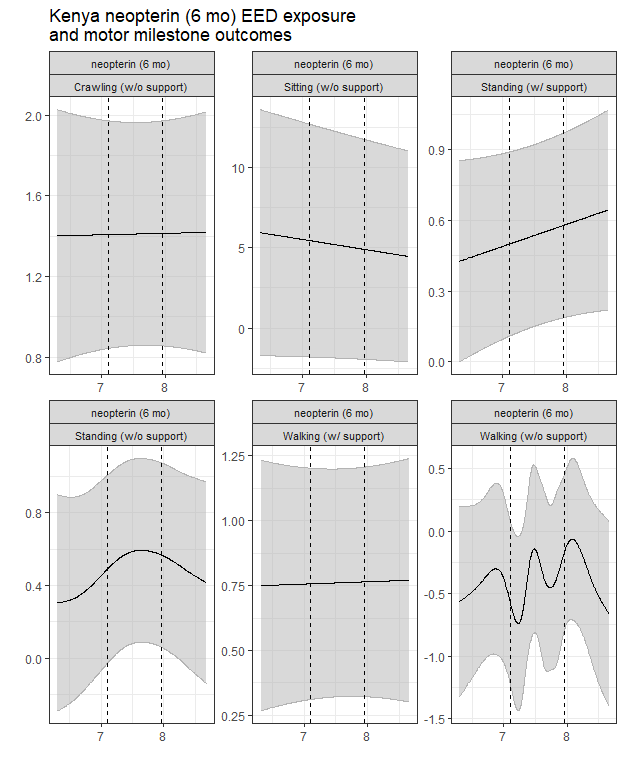 Kenya neopterin (6 mo) EED exposure
and motor milestone outcomes
neopterin (6 mo)
Crawling (w/o support)
2.0
1.6
1.2
0.8
7 8
neopterin (6 mo)
Sitting (w/o support)
10
5
0
7 8
neopterin (6 mo)
Standing (w/ support)
0.9
0.6
0.3
0.0
7 8
neopterin (6 mo)
Standing (w/o support)
0.8
0.4
0.0
7 8
neopterin (6 mo)
Walking (w/ support)
1.25
1.00
0.75
0.50
0.25
7 8
neopterin (6 mo)
Walking (w/o support)
0.5
0.0
-0.5
-1.0
-1.5
7 8